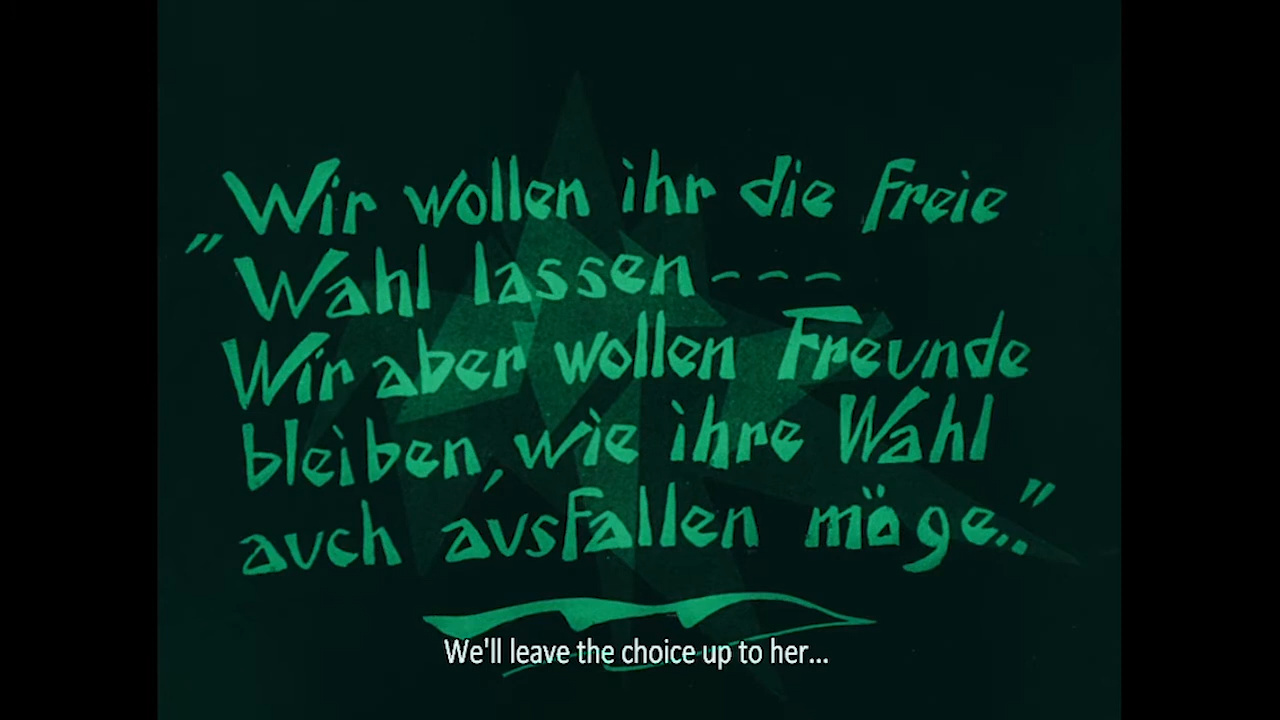 „Wir wollen ihr die freie
Wahl lassen - - -
Wir aber wollen Freunde
bleiben, wie ihre Wahl
auch ausfallen möge.."
We'll leave the choice up to her...